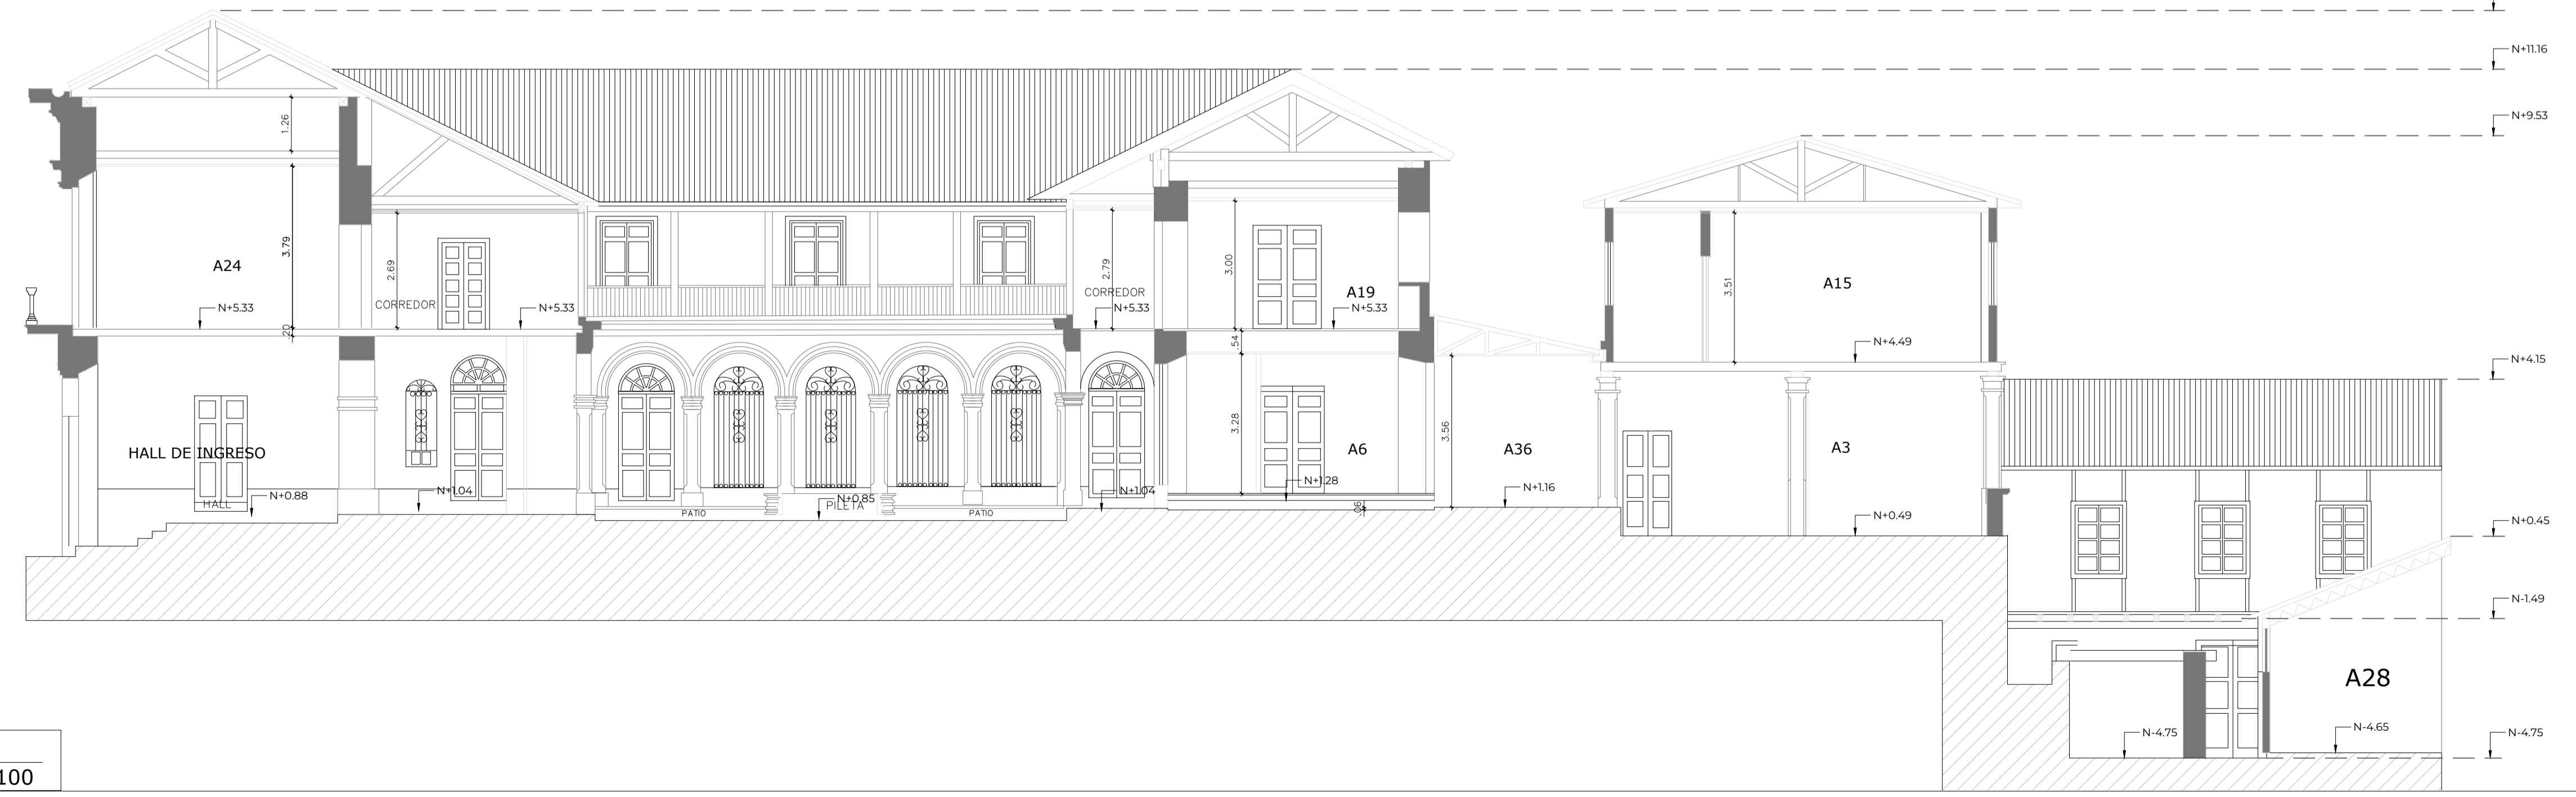 N+11.16
N+9.53
1.26
3.79
A24
2.69
2.79
3.00
3.51
A15
CORREDOR
CORREDOR
A19
N+5.33
N+5.33
N+5.33
N+5.33
.20
.54
N+4.49
N+4.15
3.28
3.56
HALL DE INGRESO
A6
A36
A3
N+0.88
N+1.04
N+0.85
N+1.04
N+1.28
N+1.16
HALL
PATIO
PILETA
PATIO
.06
N+0.49
N+0.45
N-1.49
A28
N-4.75
N-4.65
N-4.75
100